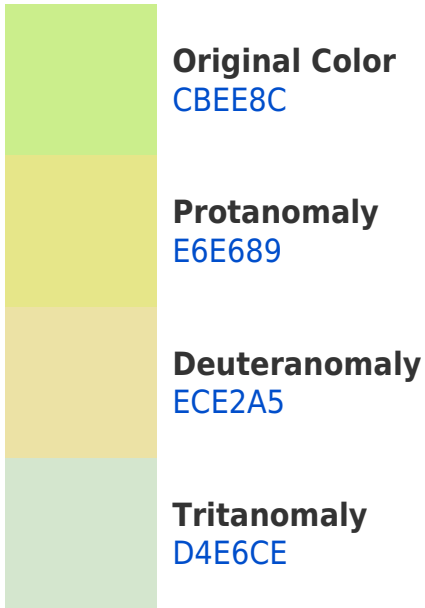 Original Color
CBEE8C
Protanomaly
E6E689
Deuteranomaly
ECE2A5
Tritanomaly
D4E6CE